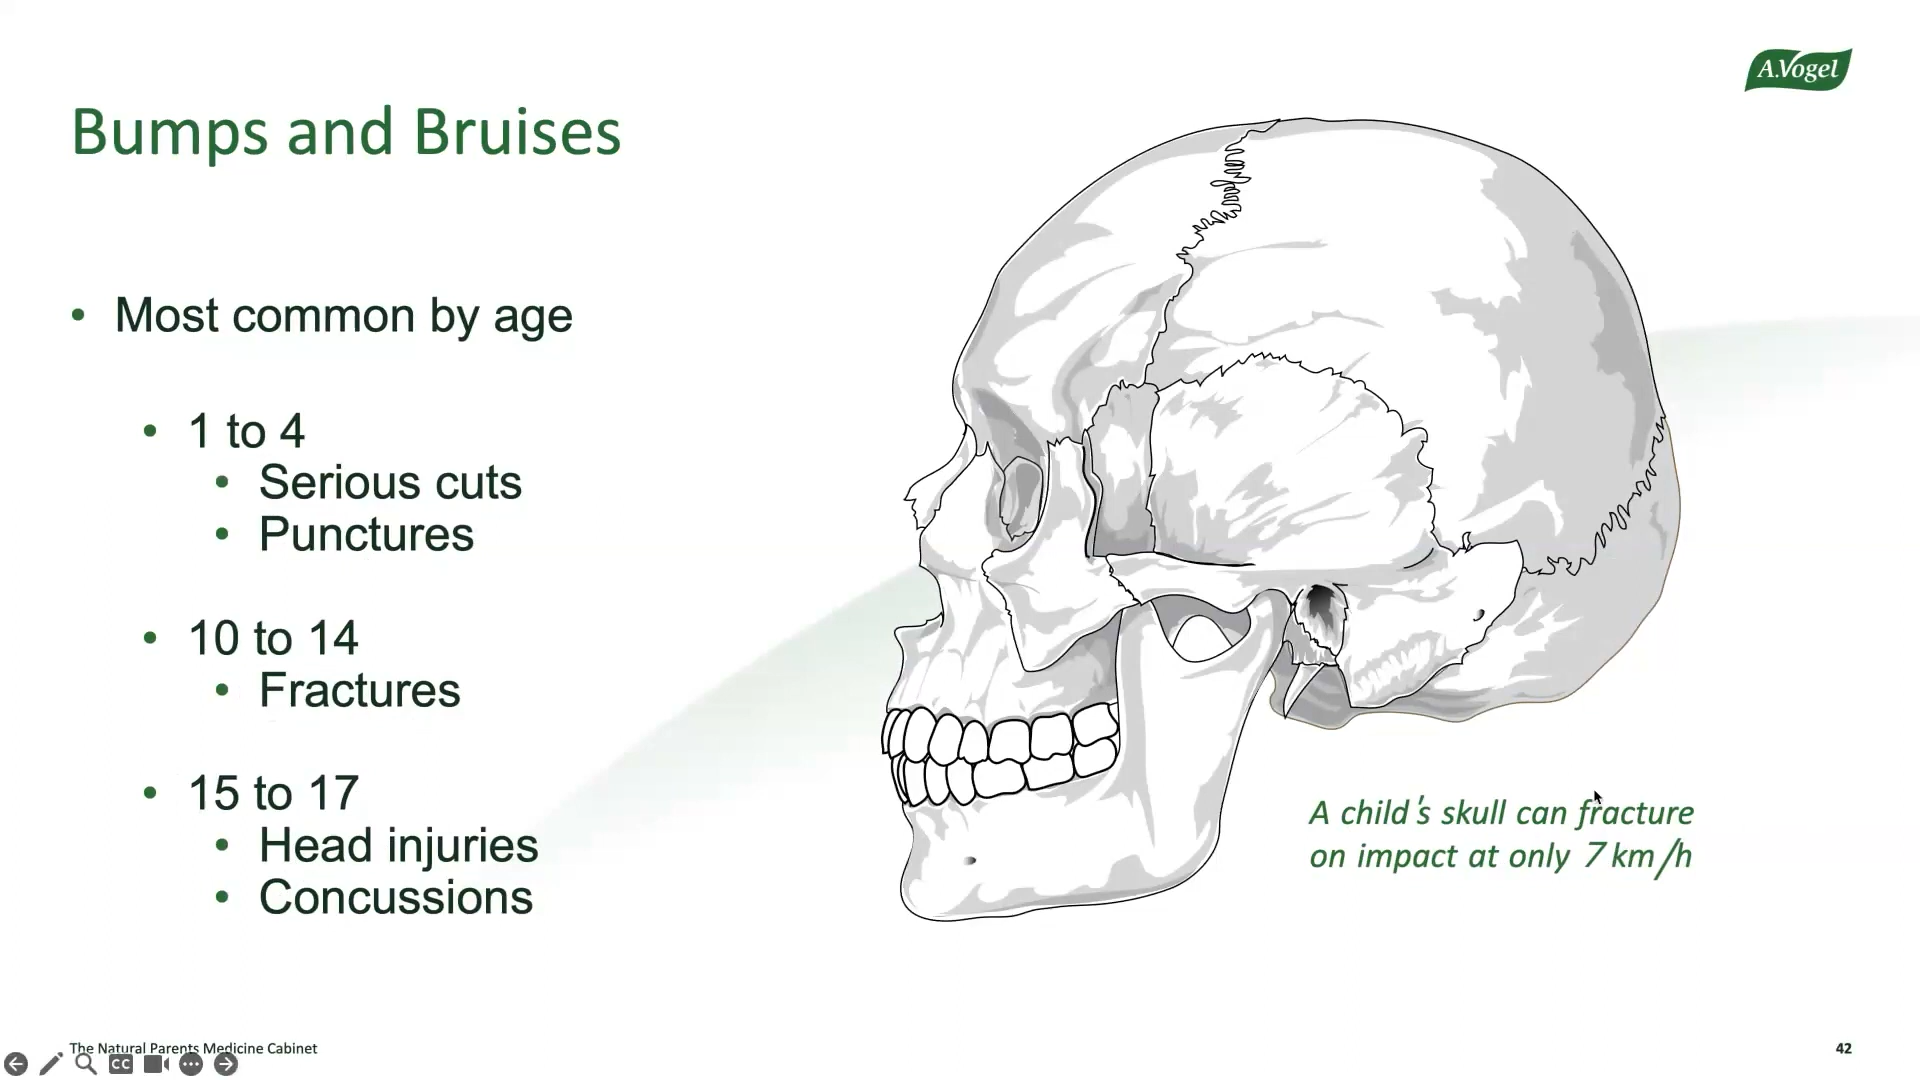 A.Vogel
Bumps and Bruises
• Most common by age
• 1 to 4
• Serious cuts
• Punctures
• 10 to 14
• Fractures
• 15 to 17
• Head injuries
• Concussions
A child's skull can fracture
on impact at only 7 km/h
The Natural Parents Medicine Cabinet
42
CC